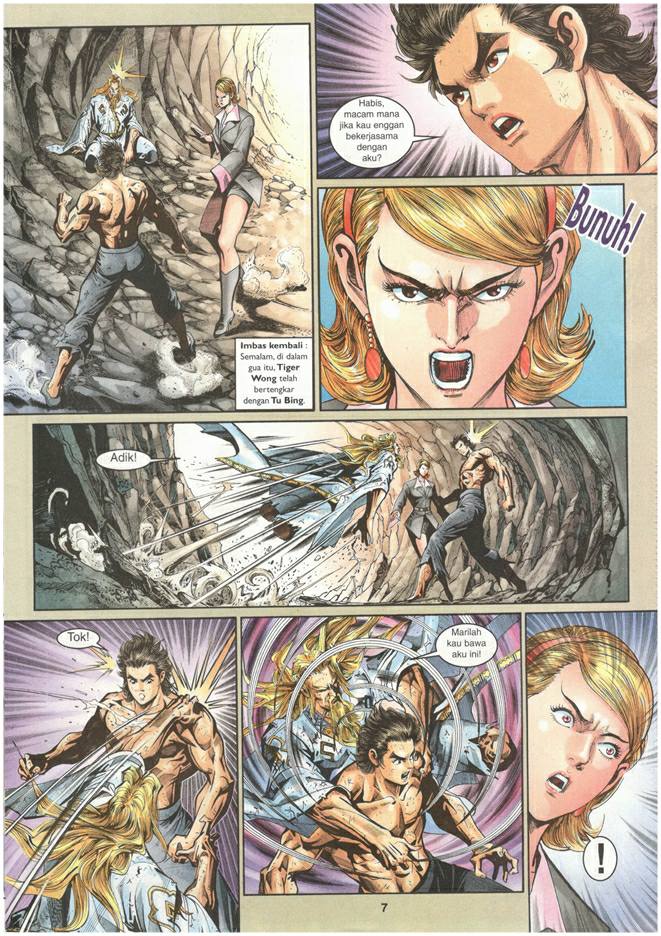 Imbas kembali :
Semalam, di dalam
gua itu, Tiger
Wong telah
bertengkar
dengan Tu Bing.
Habis,
macam mana
jika kau enggan
bekerjasama
dengan
aku?
Bunuh!
Adik!
Tok!
Marilah
kau bawa
aku ini!
!
7